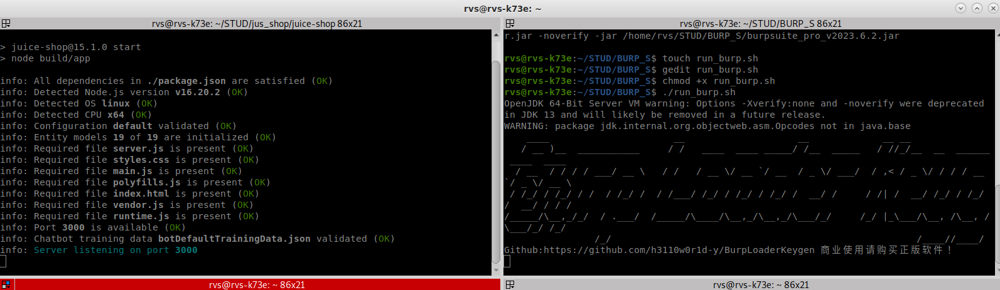 rvs@rvs-k73e: ~
rvs@rvs-k73e: ~/STUD/jus_shop/juice-shop 86x21
> juice-shop@15.1.0 start
> node build/app
info: All dependencies in ./package.json are satisfied (OK)
info: Detected Node.js version v16.20.2 (OK)
info: Detected OS linux (OK)
info: Detected CPU x64 (OK)
info: Configuration default validated (OK)
info: Entity models 19 of 19 are initialized (OK)
info: Required file server.js is present (OK)
info: Required file styles.css is present (OK)
info: Required file main.js is present (OK)
info: Required file polyfills.js is present (OK)
info: Required file index.html is present (OK)
info: Required file vendor.js is present (OK)
info: Required file runtime.js is present (OK)
info: Port 3000 is available (OK)
info: Chatbot training data botDefaultTrainingData.json validated (OK)
info: Server listening on port 3000
rvs@rvs-k73e: ~ 86x21
rvs@rvs-k73e: ~/STUD/BURP_S 86x21
r.jar -noverify -jar /home/rvs/STUD/BURP_S/burpsuite_pro_v2023.6.2.jar
rvs@rvs-k73e:~/STUD/BURP_S$ touch run_burp.sh
rvs@rvs-k73e:~/STUD/BURP_S$ gedit run_burp.sh
rvs@rvs-k73e:~/STUD/BURP_S$ chmod +x run_burp.sh
rvs@rvs-k73e:~/STUD/BURP_S$ ./run_burp.sh
OpenJDK 64-Bit Server VM warning: Options -Xverify:none and -noverify were deprecated
in JDK 13 and will likely be removed in a future release.
WARNING: package jdk.internal.org.objectweb.asm.Opcodes not in java.base
Github:https://github.com/h3110w0r1d-y/BurpLoaderKeygen 商业使用请购买正版软件！
rvs@rvs-k73e: ~ 86x21